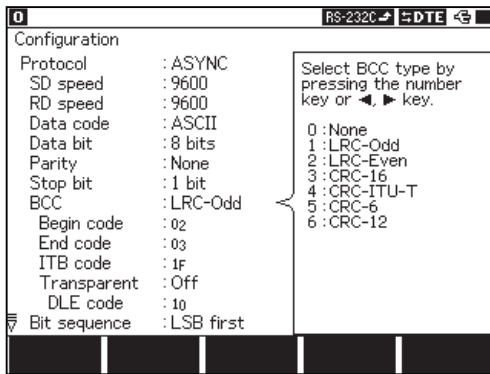 0 RS-232C DTE
Configuration
Protocol : ASYNC
SD speed : 9600
RD speed : 9600
Data code : ASCII
Data bit : 8 bits
Parity : None
Stop bit : 1 bit
BCC : LRC-Odd
Begin code : 02
End code : 03
ITB code : 1F
Transparent : Off
DLE code : 10
Bit sequence : LSB first
Select BCC type by
pressing the number
key or ◄, ► key.
0 :None
1 :LRC-Odd
2 :LRC-Even
3 :CRC-16
4 :CRC-ITU-T
5 :CRC-6
6 :CRC-12